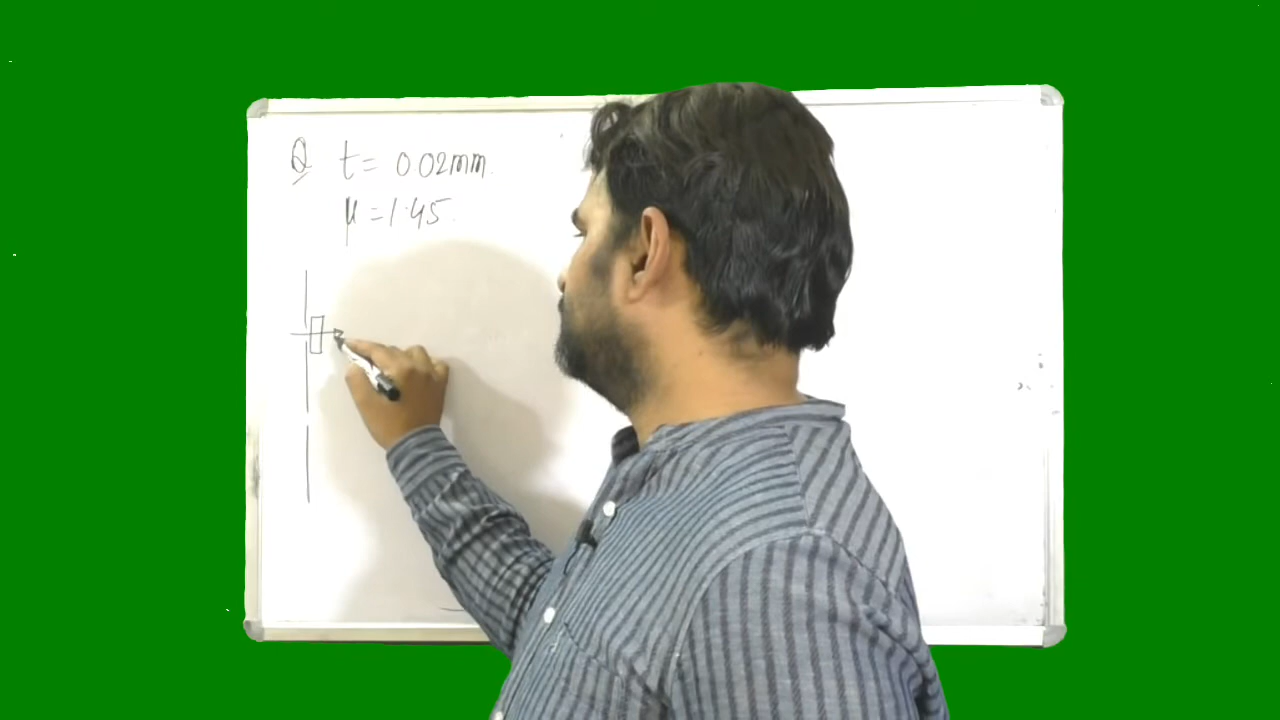 Q t = 0.02mm.
μ = 1.45.